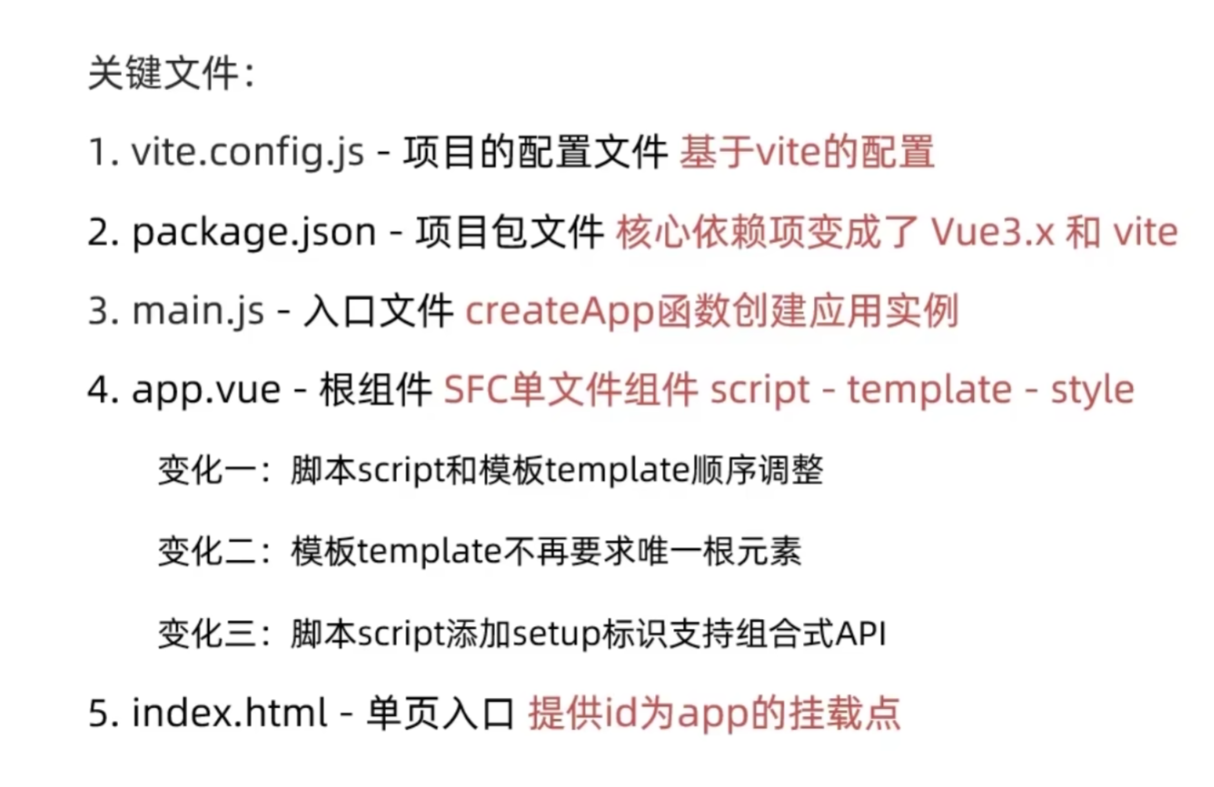 关键文件：
1. vite.config.js - 项目的配置文件 基于vite的配置
2. package.json - 项目包文件 核心依赖项变成了 Vue3.x 和 vite
3. main.js - 入口文件 createApp函数创建应用实例
4. app.vue - 根组件 SFC单文件组件 script - template - style
变化一：脚本script和模板template顺序调整
变化二：模板template不再要求唯一根元素
变化三：脚本script添加setup标识支持组合式API
5. index.html - 单页入口 提供id为app的挂载点